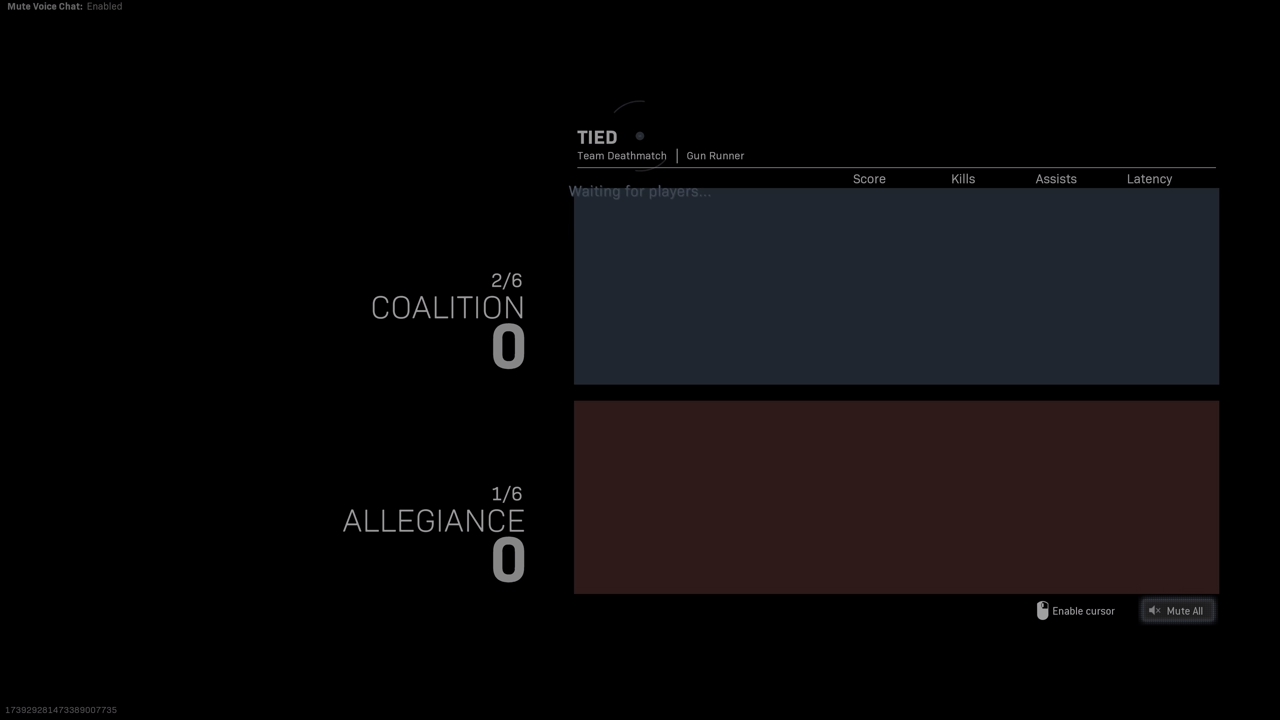 Mute Voice Chat: Enabled
TIED
Team Deathmatch | Gun Runner
Score Kills Assists Latency
Waiting for players...
2/6
COALITION
0
1/6
ALLEGIANCE
0
Enable cursor Mute All
173929281473389007735